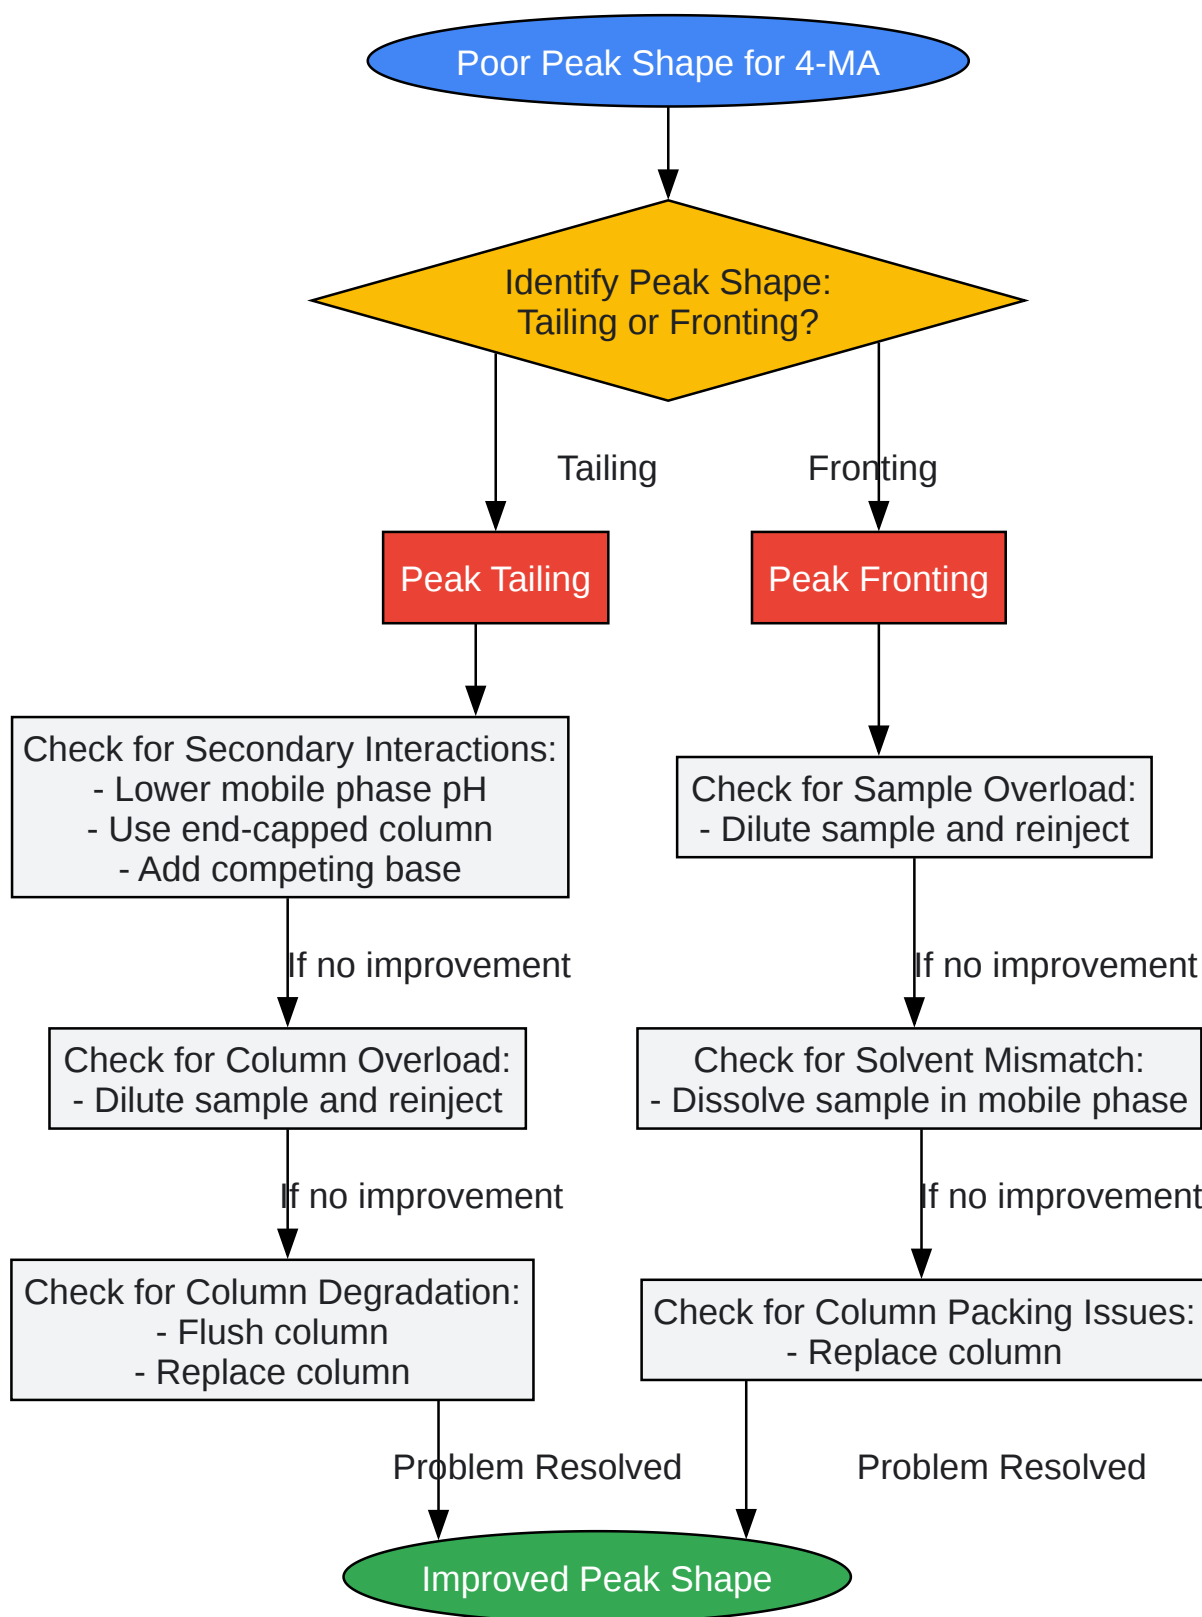 Poor Peak Shape for 4-MA
Identify Peak Shape:
Tailing or Fronting?
Tailing
Fronting
Peak Tailing
Peak Fronting
Check for Secondary Interactions:
- Lower mobile phase pH
- Use end-capped column
- Add competing base
Check for Sample Overload:
- Dilute sample and reinject
If no improvement
If no improvement
Check for Column Overload:
- Dilute sample and reinject
Check for Solvent Mismatch:
- Dissolve sample in mobile phase
If no improvement
If no improvement
Check for Column Degradation:
- Flush column
- Replace column
Check for Column Packing Issues:
- Replace column
Problem Resolved
Problem Resolved
Improved Peak Shape